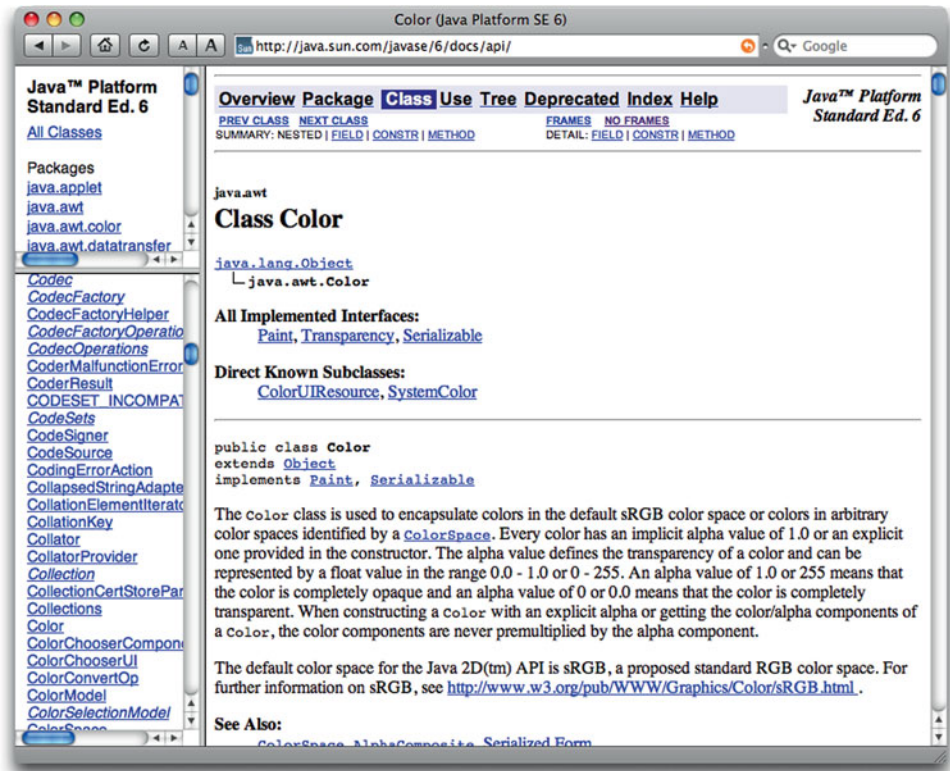 Color (Java Platform SE 6)
A A Sun http://java.sun.com/javase/6/docs/api/ Google
Java™ Platform
Standard Ed. 6
All Classes
Packages
java.applet
java.awt
java.awt.color
java.awt.datatransfer
Codec
CodecFactory
CodecFactoryHelper
CodecFactoryOperatio
CodecOperations
CoderMalfunctionError
CoderResult
CODESET_INCOMPAT
CodeSets
CodeSigner
CodeSource
CodingErrorAction
CollapsedStringAdapte
CollationElementIterato
CollationKey
Collator
CollatorProvider
Collection
CollectionCertStorePar
Collections
Color
ColorChooserCompone
ColorChooserUI
ColorConvertOp
ColorModel
ColorSelectionModel
ColorSpace
Overview Package Class Use Tree Deprecated Index Help
Java™ Platform
Standard Ed. 6
PREV CLASS NEXT CLASS FRAMES NO FRAMES
SUMMARY: NESTED | FIELD | CONSTR | METHOD DETAIL: FIELD | CONSTR | METHOD
java.awt
Class Color
java.lang.Object
java.awt.Color
All Implemented Interfaces:
Paint, Transparency, Serializable
Direct Known Subclasses:
ColorUIResource, SystemColor
public class Color
extends Object
implements Paint, Serializable
The Color class is used to encapsulate colors in the default sRGB color space or colors in arbitrary
color spaces identified by a ColorSpace. Every color has an implicit alpha value of 1.0 or an explicit
one provided in the constructor. The alpha value defines the transparency of a color and can be
represented by a float value in the range 0.0 - 1.0 or 0 - 255. An alpha value of 1.0 or 255 means that
the color is completely opaque and an alpha value of 0 or 0.0 means that the color is completely
transparent. When constructing a Color with an explicit alpha or getting the color/alpha components of
a Color, the color components are never premultiplied by the alpha component.
The default color space for the Java 2D(tm) API is sRGB, a proposed standard RGB color space. For
further information on sRGB, see http://www.w3.org/pub/WWW/Graphics/Color/sRGB.html .
See Also:
ColorSpace, AlphaComposite, Serialized Form